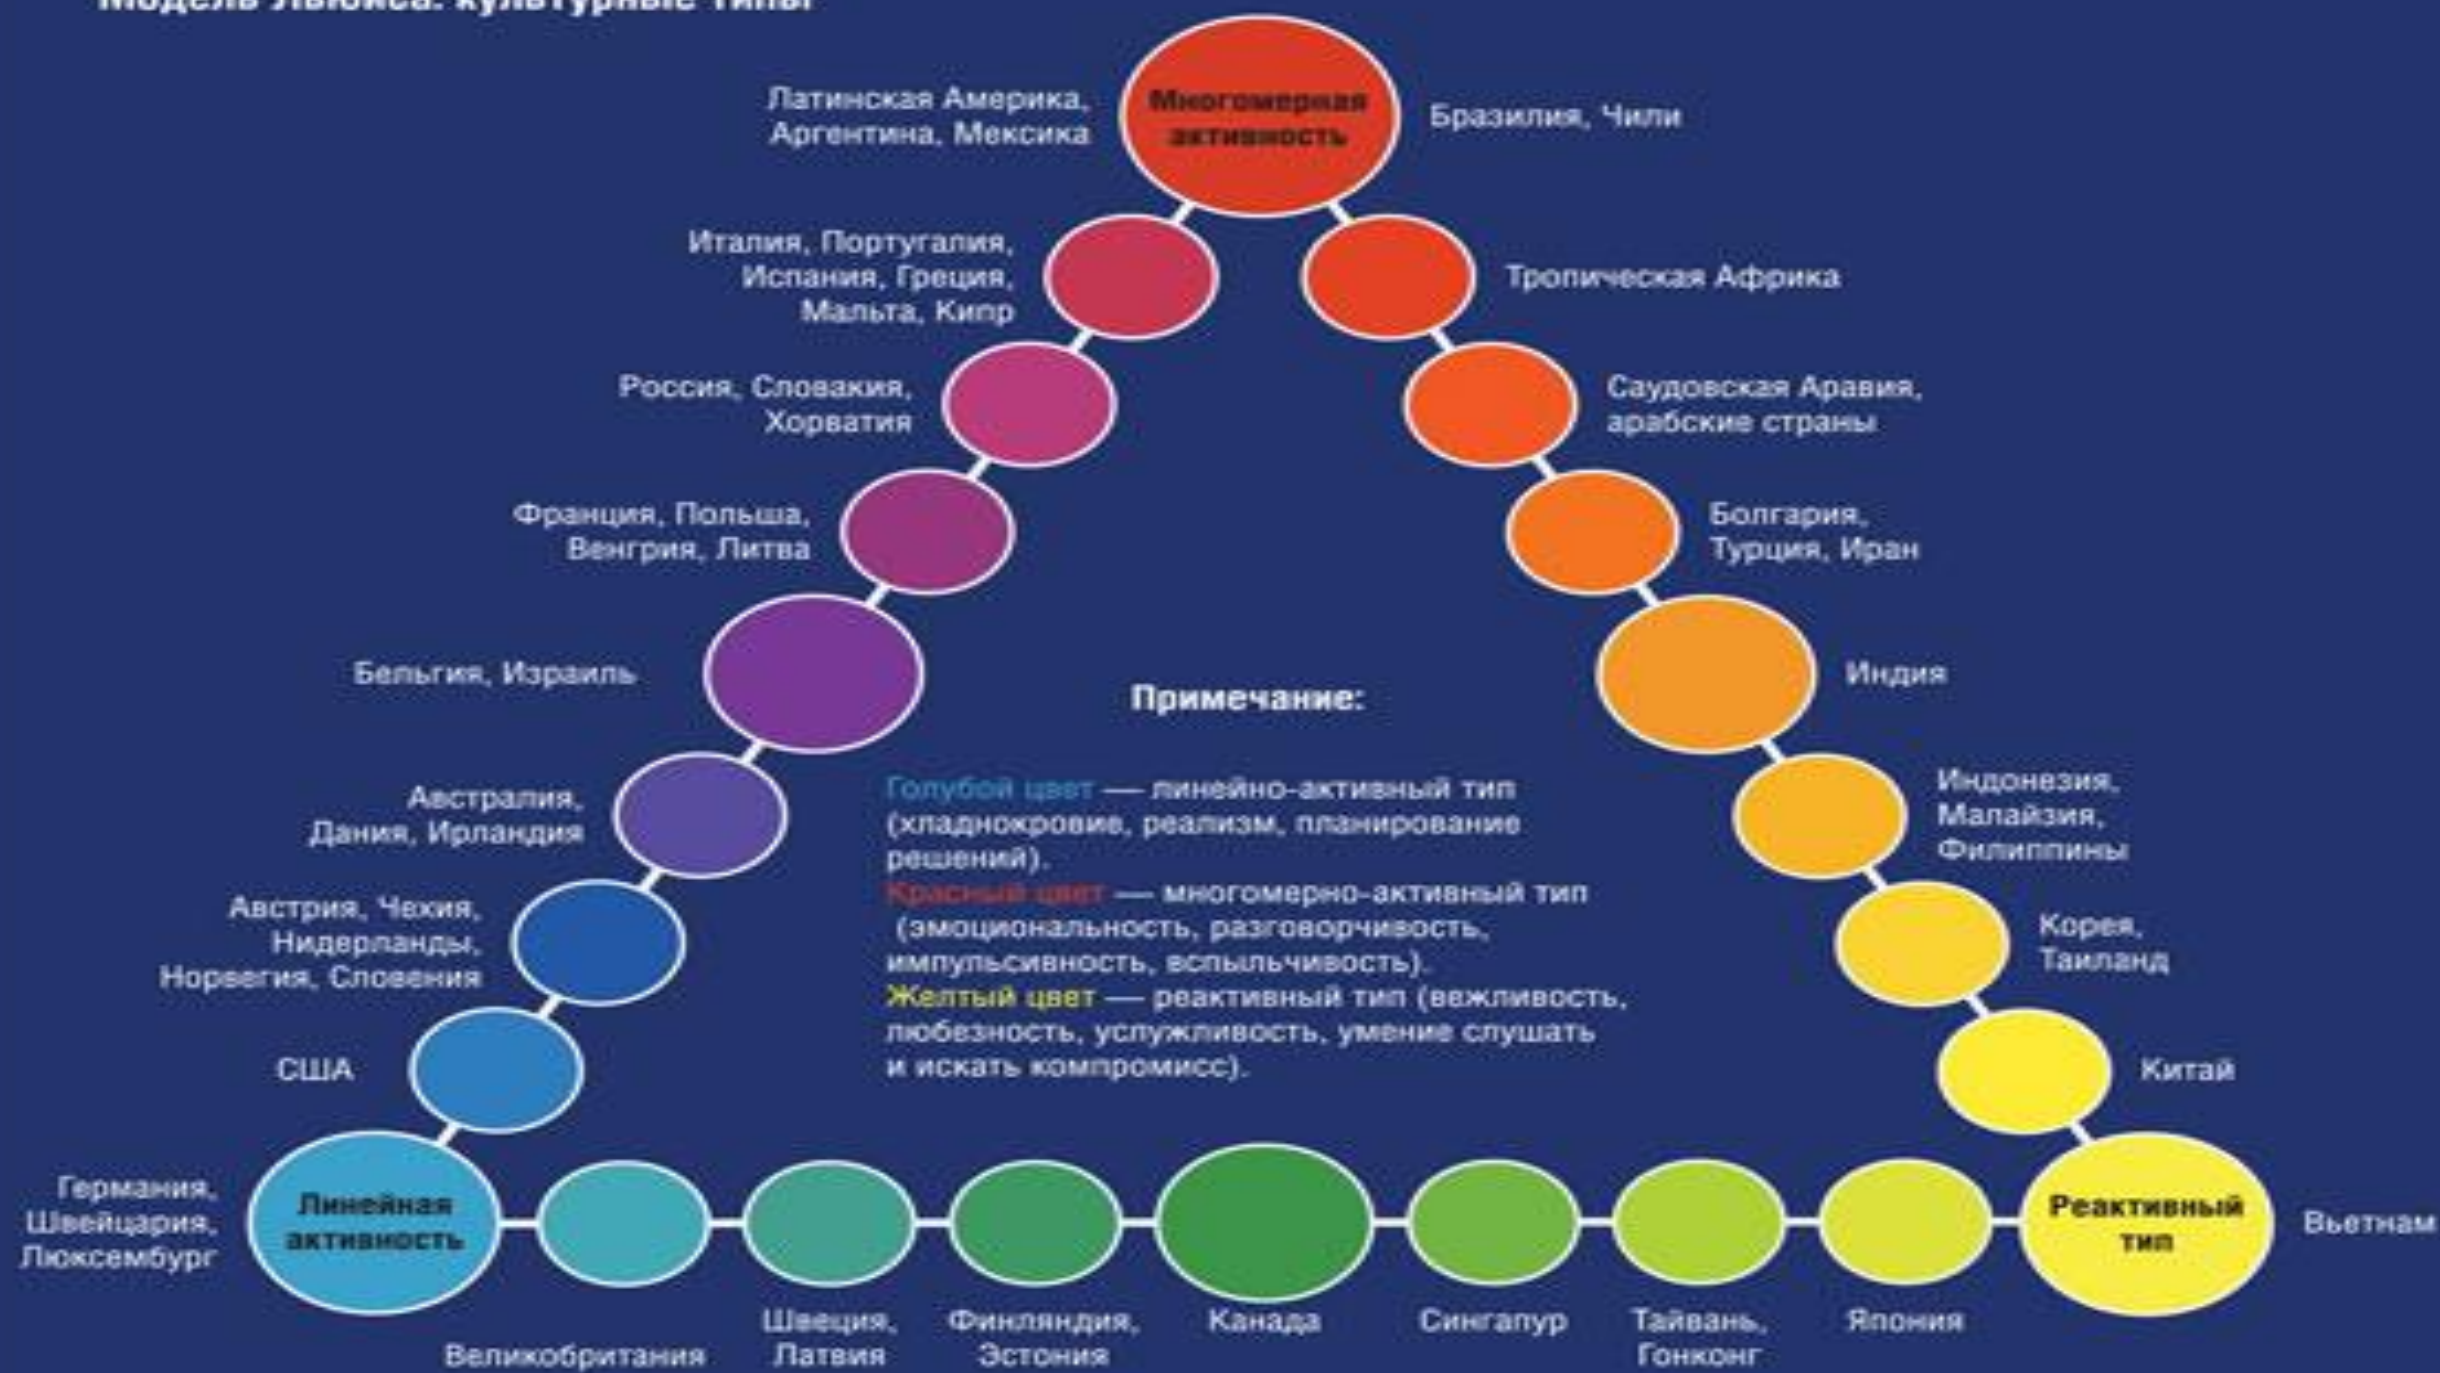 Модель Льюиса: культурные типы
Многомерная
активность
Латинская Америка,
Аргентина, Мексика
Бразилия, Чили
Италия, Португалия,
Испания, Греция,
Мальта, Кипр
Тропическая Африка
Россия, Словакия,
Хорватия
Саудовская Аравия,
арабские страны
Франция, Польша,
Венгрия, Литва
Болгария,
Турция, Иран
Бельгия, Израиль
Индия
Примечание:
Голубой цвет — линейно-активный тип
(хладнокровие, реализм, планирование
решений).
Красный цвет — многомерно-активный тип
(эмоциональность, разговорчивость,
импульсивность, вспыльчивость).
Желтый цвет — реактивный тип (вежливость,
любезность, услужливость, умение слушать
и искать компромисс).
Австралия,
Дания, Ирландия
Индонезия,
Малайзия,
Филиппины
Австрия, Чехия,
Нидерланды,
Норвегия, Словения
Корея,
Таиланд
США
Китай
Германия,
Швейцария,
Люксембург
Линейная
активность
Реактивный
тип
Вьетнам
Великобритания
Швеция,
Латвия
Финляндия,
Эстония
Канада
Сингапур
Тайвань,
Гонконг
Япония